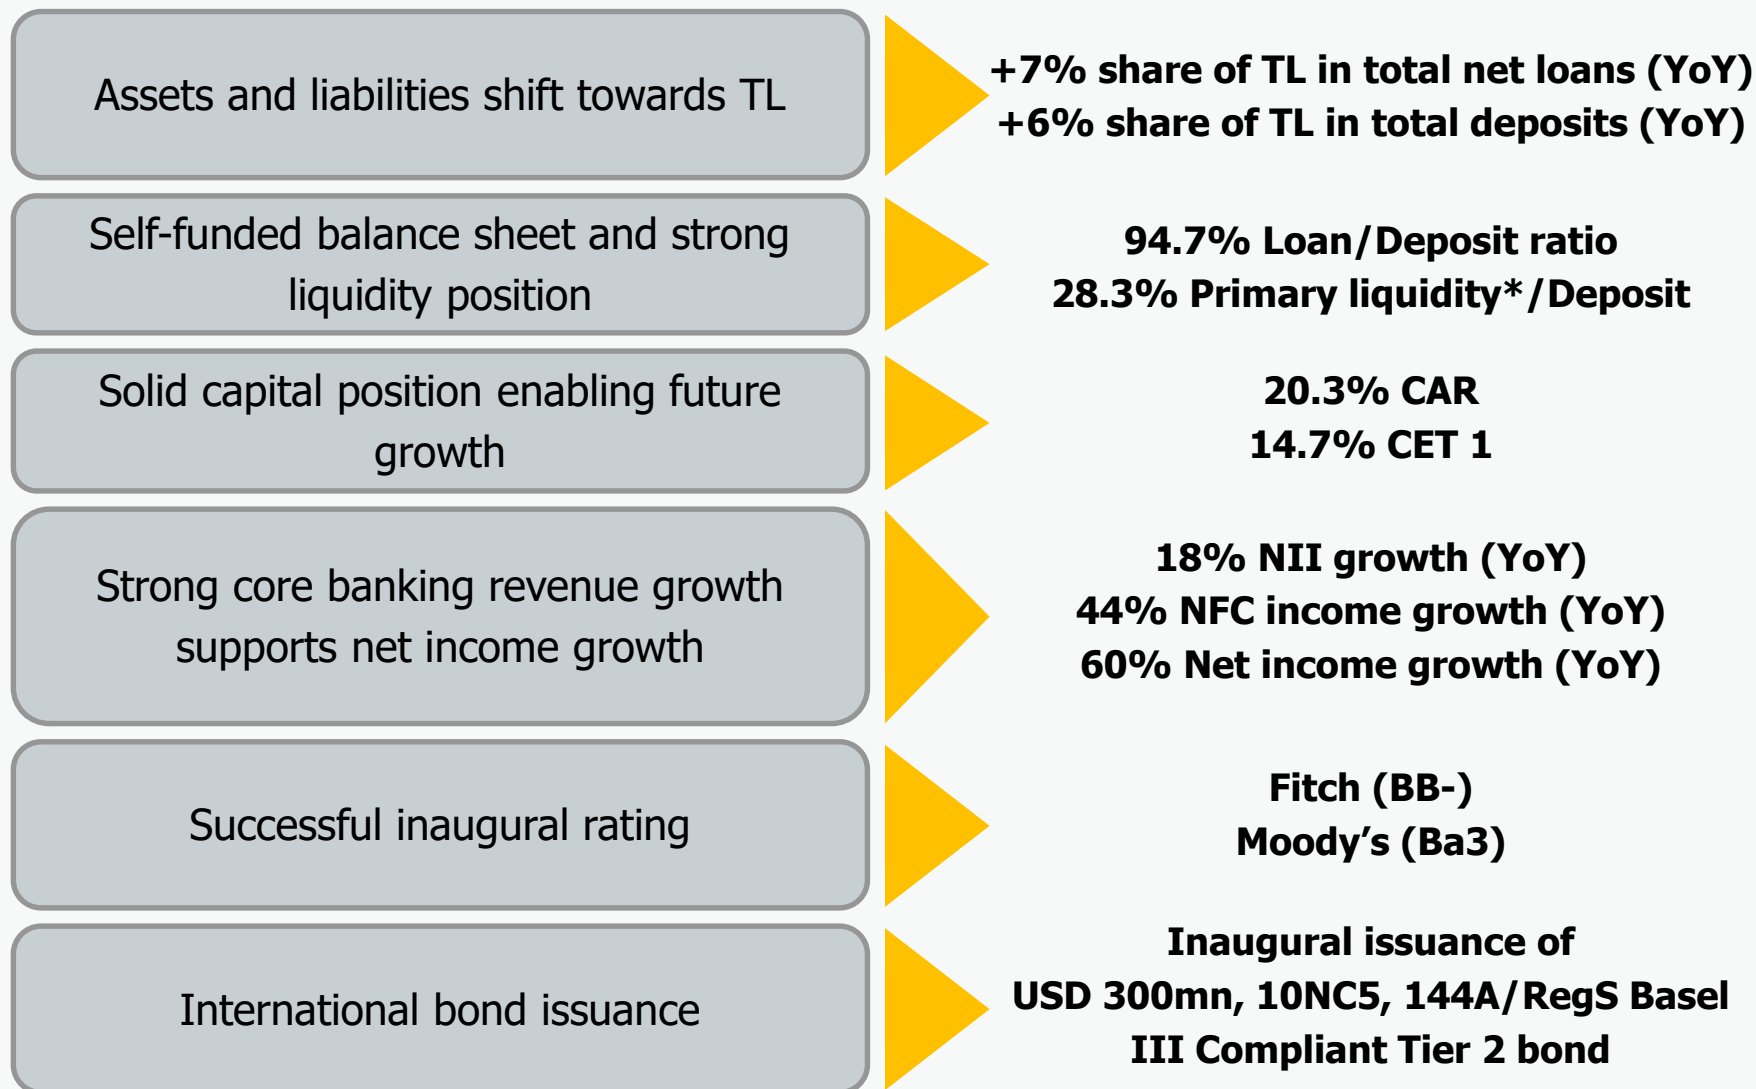 Assets and liabilities shift towards TL
+7% share of TL in total net loans (YoY)
+6% share of TL in total deposits (YoY)
Self-funded balance sheet and strong
liquidity position
94.7% Loan/Deposit ratio
28.3% Primary liquidity*/Deposit
Solid capital position enabling future
growth
20.3% CAR
14.7% CET 1
Strong core banking revenue growth
supports net income growth
18% NII growth (YoY)
44% NFC income growth (YoY)
60% Net income growth (YoY)
Successful inaugural rating
Fitch (BB-)
Moody’s (Ba3)
International bond issuance
Inaugural issuance of
USD 300mn, 10NC5, 144A/RegS Basel
III Compliant Tier 2 bond